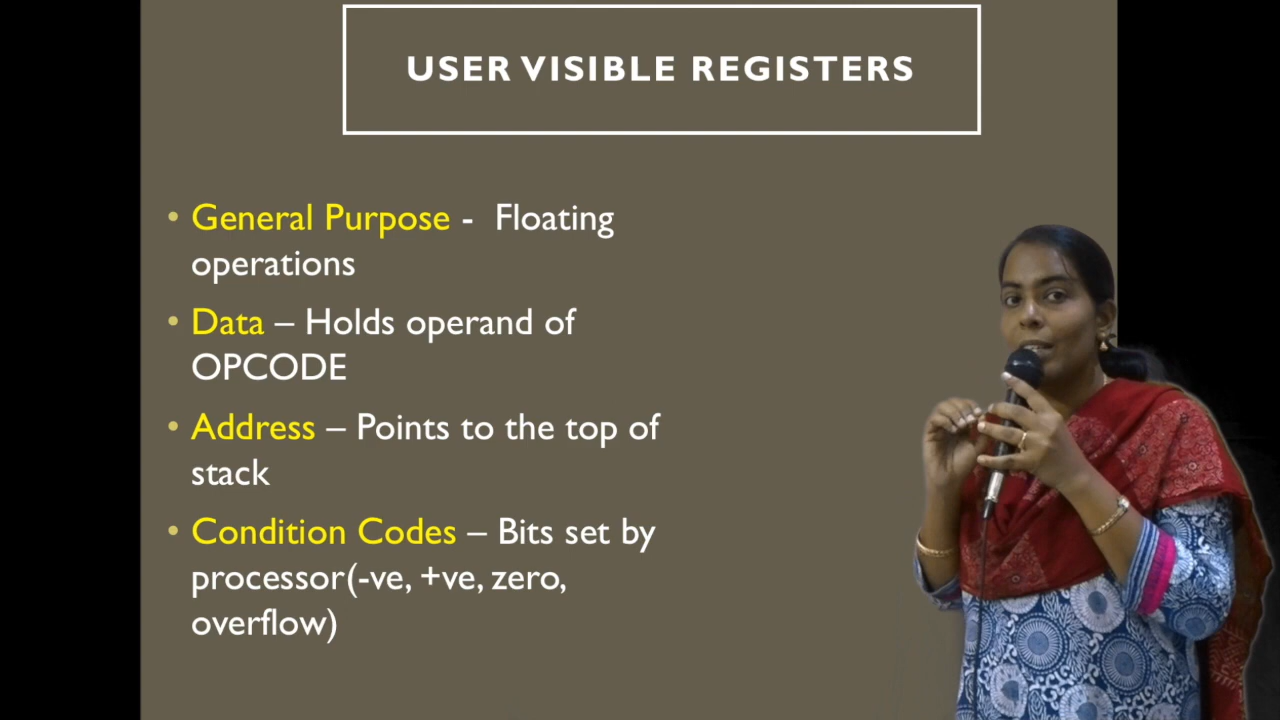 USER VISIBLE REGISTERS
• General Purpose - Floating
operations
• Data – Holds operand of
OPCODE
• Address – Points to the top of
stack
• Condition Codes – Bits set by
processor(-ve, +ve, zero,
overflow)